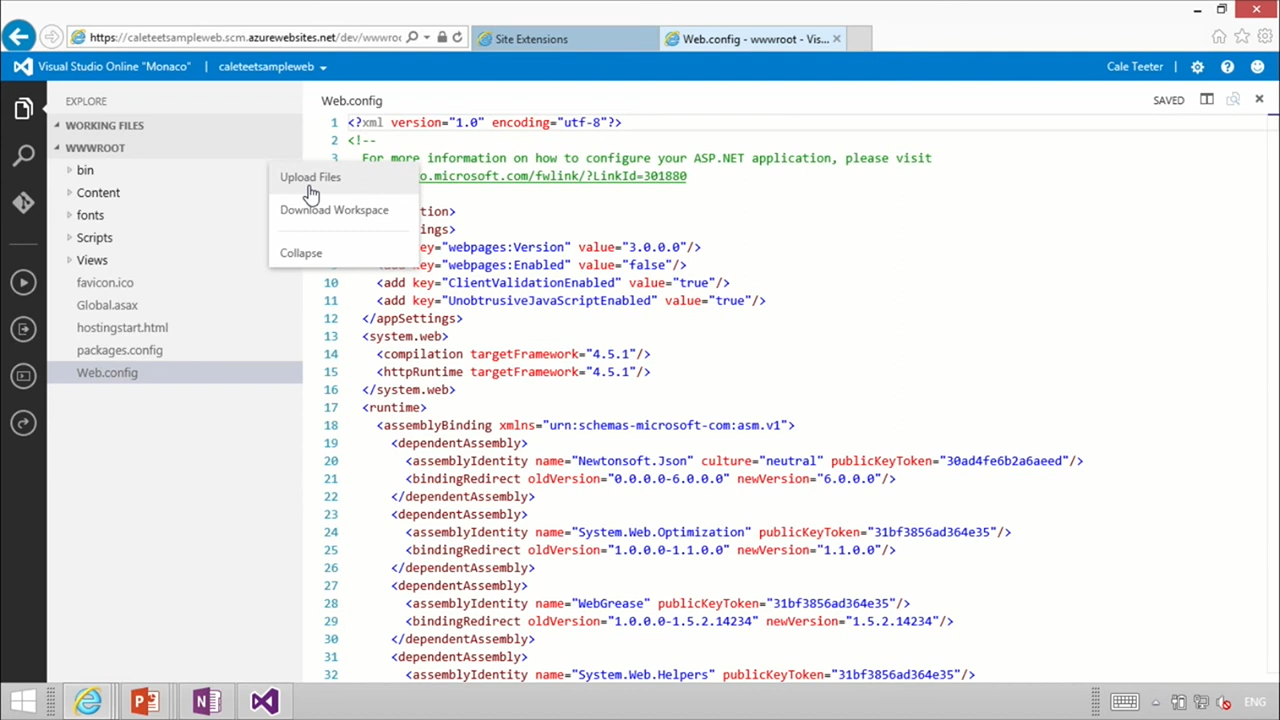 https://caleteetsampleweb.scm.azurewebsites.net/dev/wwwroc
Site Extensions
Web.config - wwwroot - Vis...
Visual Studio Online "Monaco"
caleteetsampleweb
Cale Teeter
EXPLORE
WORKING FILES
WWWROOT
bin
Content
fonts
Scripts
Views
favicon.ico
Global.asax
hostingstart.html
packages.config
Web.config
Upload Files
Download Workspace
Collapse
Web.config
SAVED
1 <?xml version="1.0" encoding="utf-8"?>
2 <!--
3 For more information on how to configure your ASP.NET application, please visit
o.microsoft.com/fwlink/?LinkId=301880
tion>
ngs>
key="webpages:Version" value="3.0.0.0"/>
key="webpages:Enabled" value="false"/>
10 <add key="ClientValidationEnabled" value="true"/>
11 <add key="UnobtrusiveJavaScriptEnabled" value="true"/>
12 </appSettings>
13 <system.web>
14 <compilation targetFramework="4.5.1"/>
15 <httpRuntime targetFramework="4.5.1"/>
16 </system.web>
17 <runtime>
18 <assemblyBinding xmlns="urn:schemas-microsoft-com:asm.v1">
19 <dependentAssembly>
20 <assemblyIdentity name="Newtonsoft.Json" culture="neutral" publicKeyToken="30ad4fe6b2a6aeed"/>
21 <bindingRedirect oldVersion="0.0.0.0-6.0.0.0" newVersion="6.0.0.0"/>
22 </dependentAssembly>
23 <dependentAssembly>
24 <assemblyIdentity name="System.Web.Optimization" publicKeyToken="31bf3856ad364e35"/>
25 <bindingRedirect oldVersion="1.0.0.0-1.1.0.0" newVersion="1.1.0.0"/>
26 </dependentAssembly>
27 <dependentAssembly>
28 <assemblyIdentity name="WebGrease" publicKeyToken="31bf3856ad364e35"/>
29 <bindingRedirect oldVersion="1.0.0.0-1.5.2.14234" newVersion="1.5.2.14234"/>
30 </dependentAssembly>
31 <dependentAssembly>
32 <assemblyIdentity name="System.Web.Helpers" publicKeyToken="31bf3856ad364e35"/>
ENG